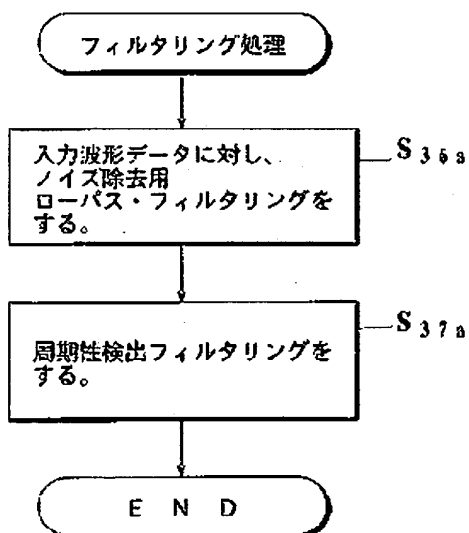 フィルタリング処理
入力波形データに対し、
ノイズ除去用
ローパス・フィルタリングを
する。
S36a
周期性検出フィルタリングを
する。
S37a
E N D